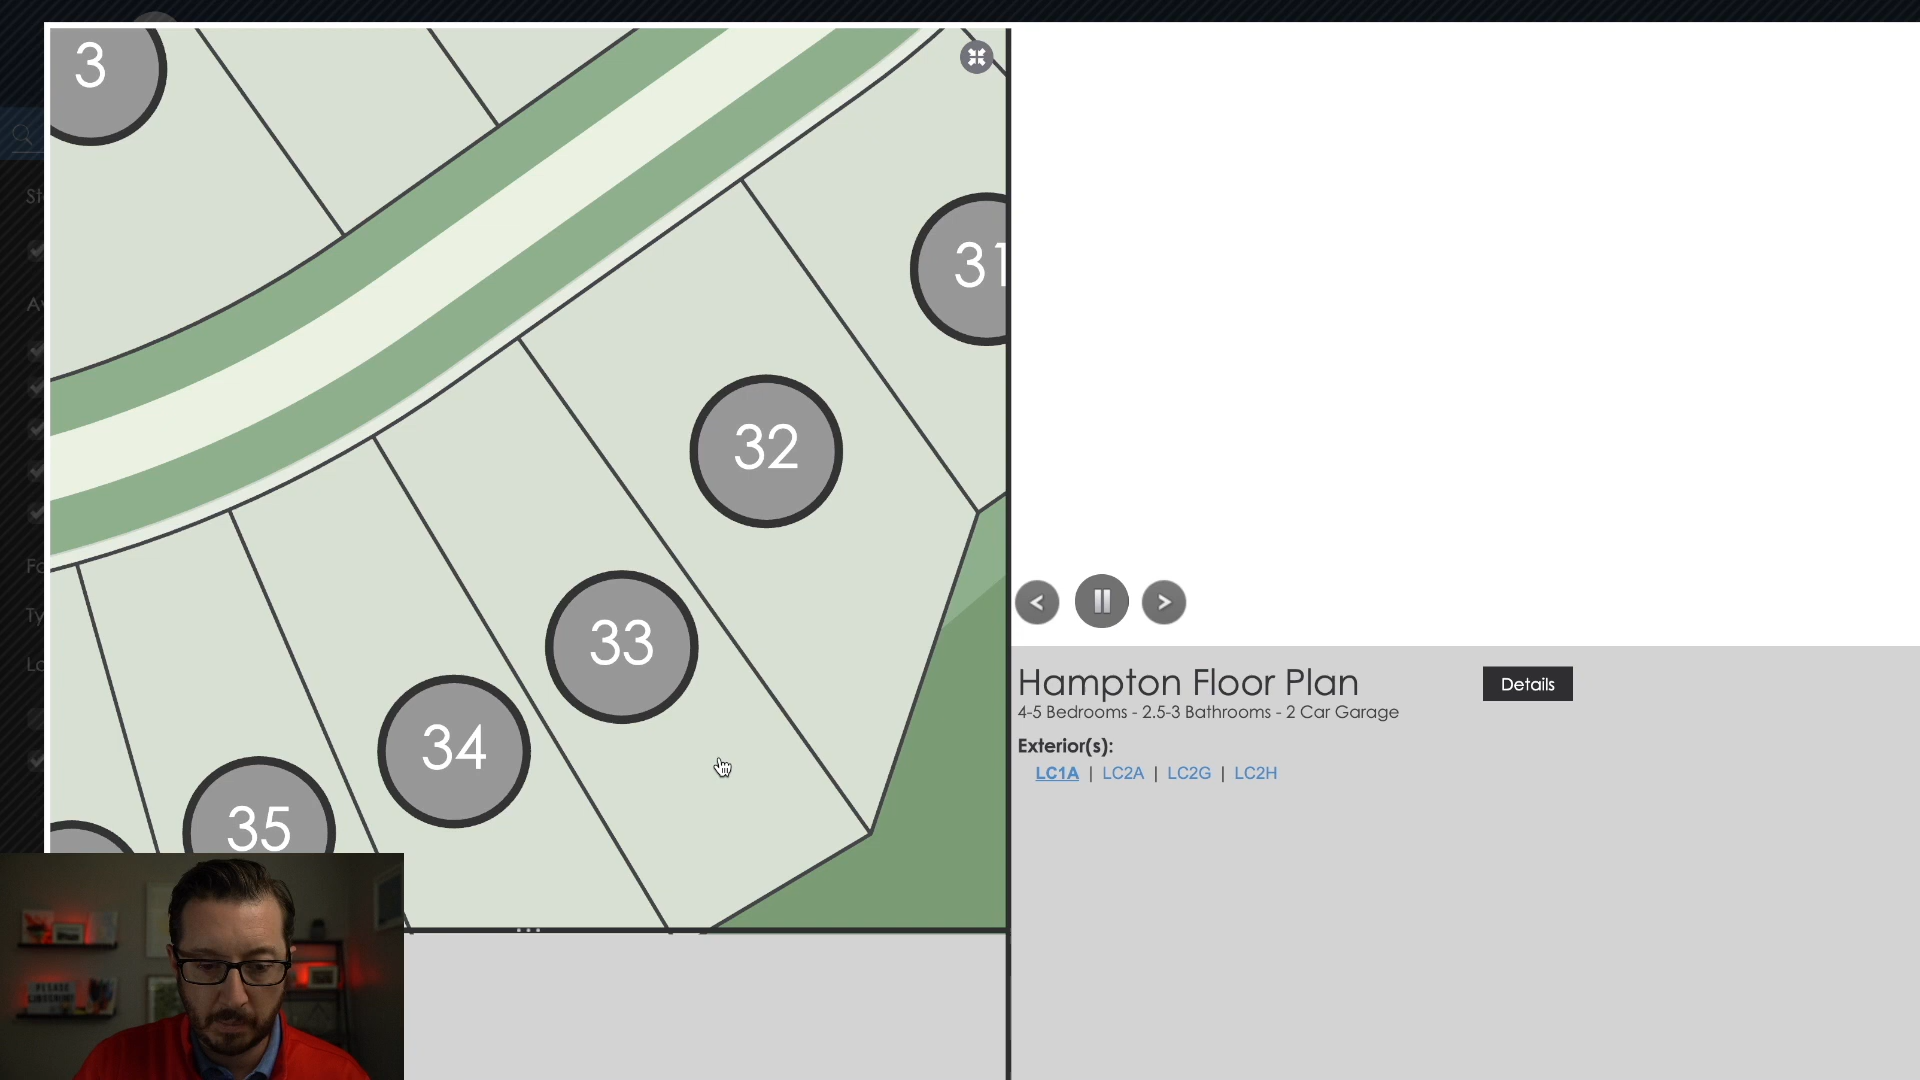 3
31
32
33
34
35
Hampton Floor Plan
Details
4-5 Bedrooms - 2.5-3 Bathrooms - 2 Car Garage
Exterior(s):
LC1A | LC2A | LC2G | LC2H